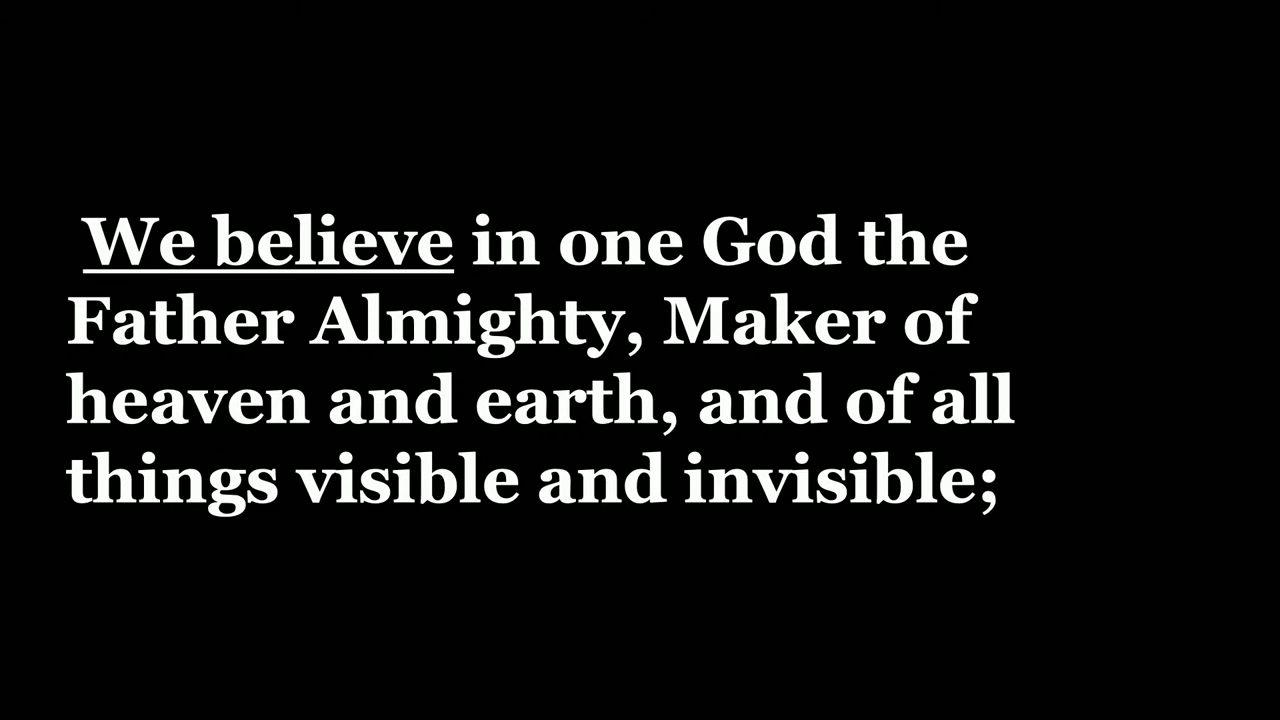 We believe in one God the
Father Almighty, Maker of
heaven and earth, and of all
things visible and invisible;